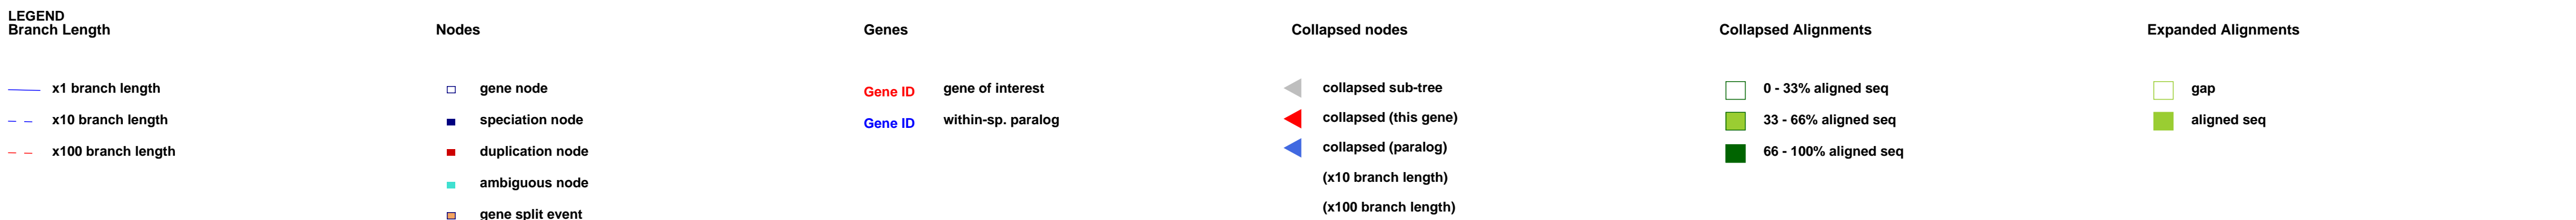 LEGEND
Branch Length
x1 branch length
x10 branch length
x100 branch length
Nodes
gene node
speciation node
duplication node
ambiguous node
gene split event
Genes
Gene ID gene of interest
Gene ID within-sp. paralog
Collapsed nodes
collapsed sub-tree
collapsed (this gene)
collapsed (paralog)
(x10 branch length)
(x100 branch length)
Collapsed Alignments
0 - 33% aligned seq
33 - 66% aligned seq
66 - 100% aligned seq
Expanded Alignments
gap
aligned seq